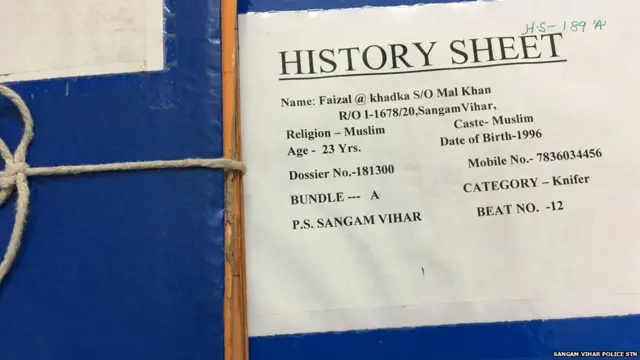 H·S-189 'A'
HISTORY SHEET
Name: Faizal @ khadka S/O Mal Khan
R/O I-1678/20,SangamVihar,
Religion – Muslim Caste- Muslim
Age - 23 Yrs. Date of Birth-1996
Dossier No.-181300 Mobile No.- 7836034456
BUNDLE --- A CATEGORY – Knifer
P.S. SANGAM VIHAR BEAT NO. -12
SANGAM VIHAR POLICE STN